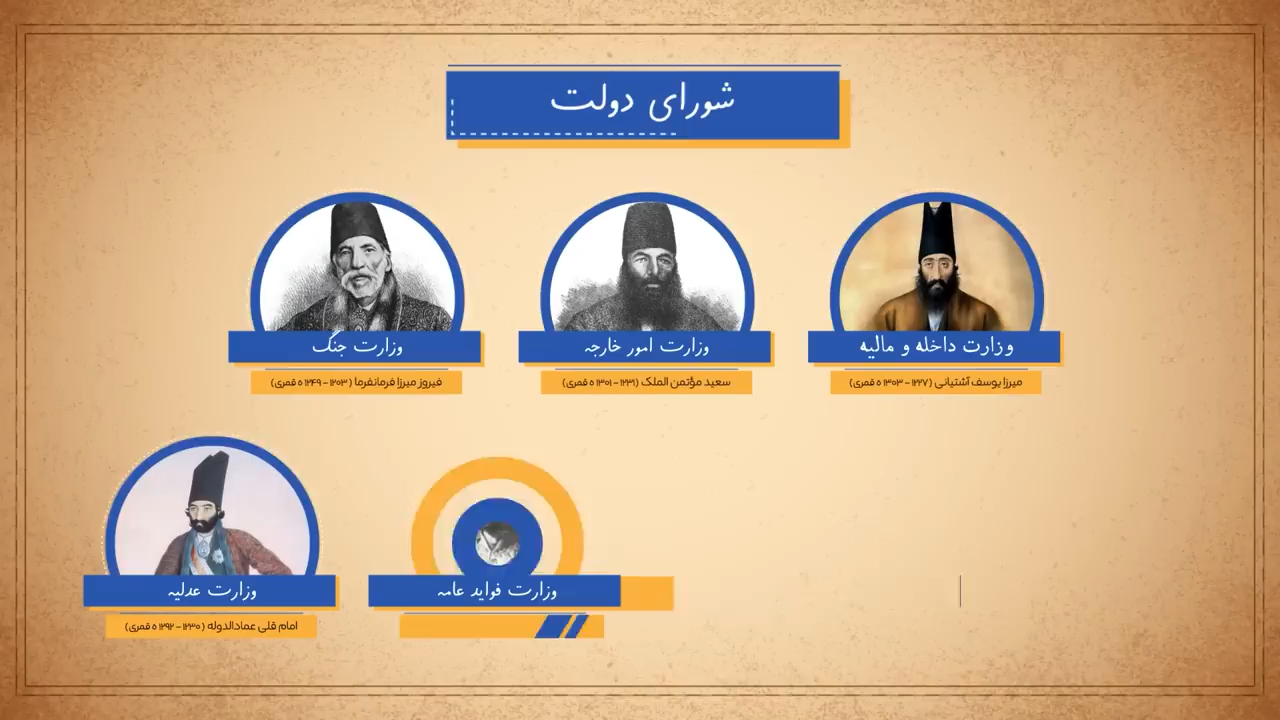 شورای دولت
وزارت داخله و مالیه
میرزا یوسف آشتیانی (۱۲۲۷ - ۱۳۰۳ ه قمری)
وزارت امور خارجه
سعید مؤتمن الملک (۱۲۳۱ - ۱۳۰۱ ه قمری)
وزارت جنگ
فیروز میرزا فرمانفرما (۱۲۰۳ - ۱۲۴۹ ه قمری)
وزارت فواید عامه
وزارت عدلیه
امام قلی عمادالدوله (۱۲۳۰ - ۱۲۹۲ ه قمری)